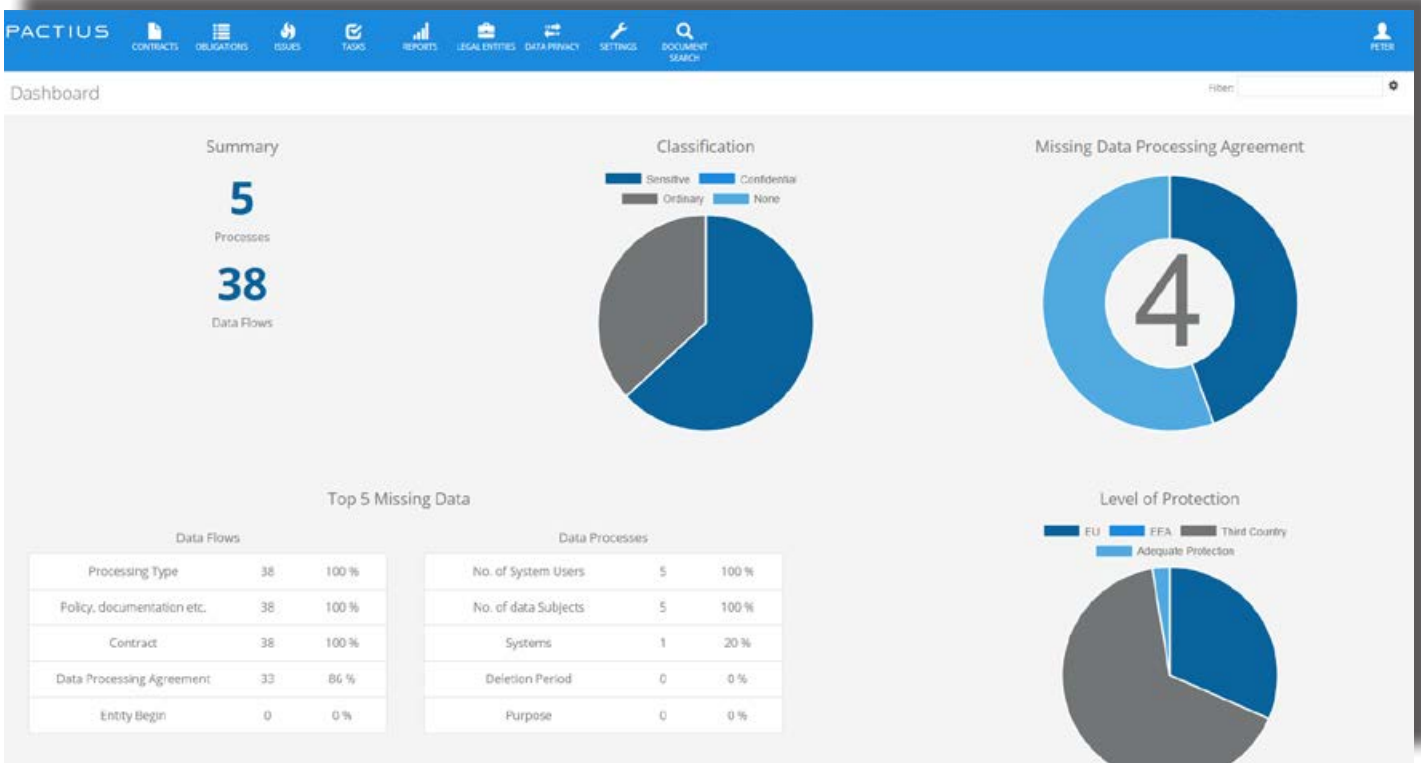 PACTIUS
CONTRACTS
OBLIGATIONS
ISSUES
TASKS
REPORTS
LEGAL ENTITIES
DATA PRIVACY
SETTINGS
DOCUMENT
SEARCH
PETER
Dashboard
Filter:
Summary
5
Processes
38
Data Flows
Classification
Sensitive Confidential
Ordinary None
Missing Data Processing Agreement
4
Top 5 Missing Data
Data Flows
Processing Type 38 100 %
Policy, documentation etc. 38 100 %
Contract 38 100 %
Data Processing Agreement 33 86 %
Entity Begin 0 0 %
Data Processes
No. of System Users 5 100 %
No. of data Subjects 5 100 %
Systems 1 20 %
Deletion Period 0 0 %
Purpose 0 0 %
Level of Protection
EU EEA Third Country
Adequate Protection